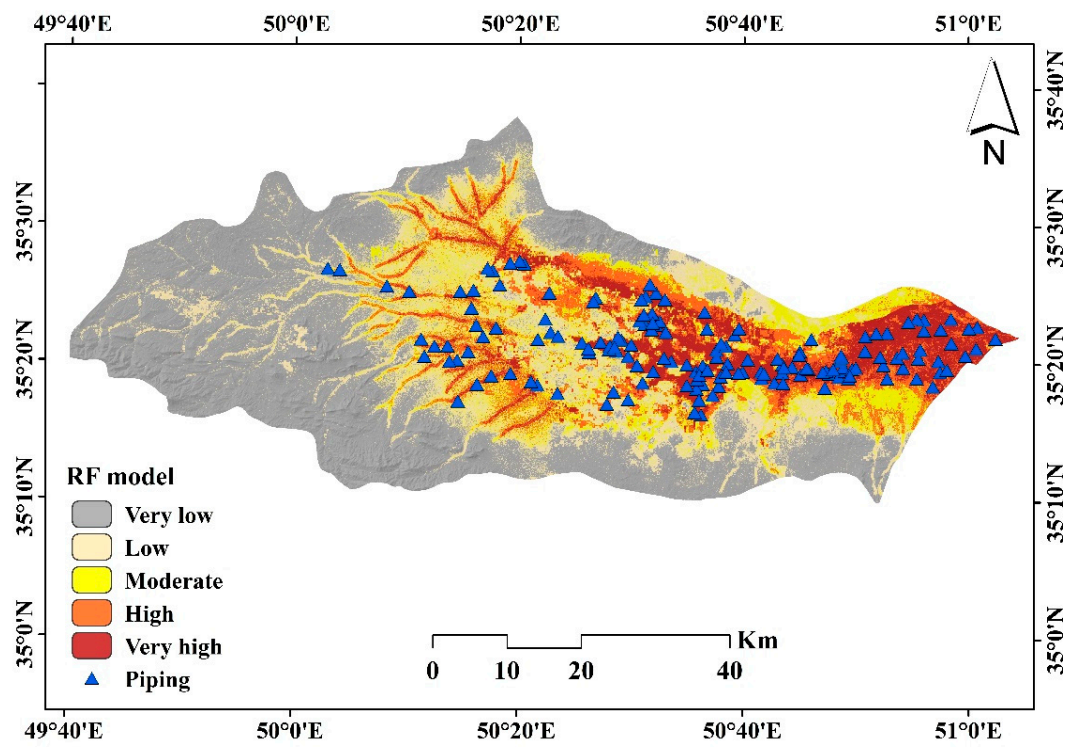 49°40'E 50°0'E 50°20'E 50°40'E 51°0'E
35°40'N
N
35°30'N 35°30'N
35°20'N 35°20'N
35°10'N 35°10'N
35°0'N 35°0'N
RF model
Very low
Low
Moderate
High
Very high
Piping
Km
0 10 20 40
49°40'E 50°0'E 50°20'E 50°40'E 51°0'E